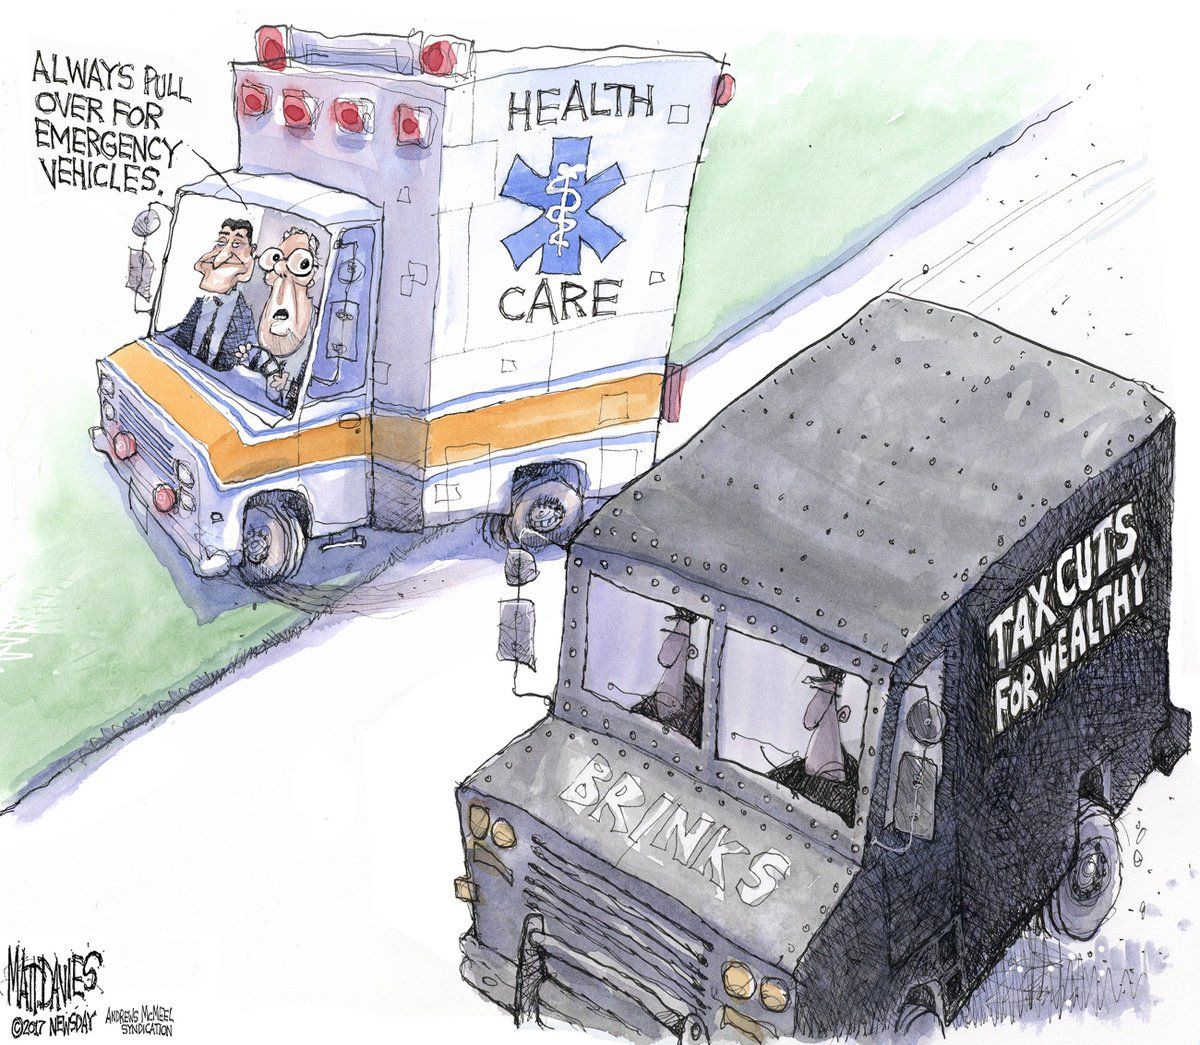 ALWAYS PULL
OVER FOR
EMERGENCY
VEHICLES.
HEALTH
CARE
TAX CUTS
FOR WEALTHY
BRINKS
MATT DAVIES
©2017 NEWSDAY
ANDREWS McMEEL
SYNDICATION